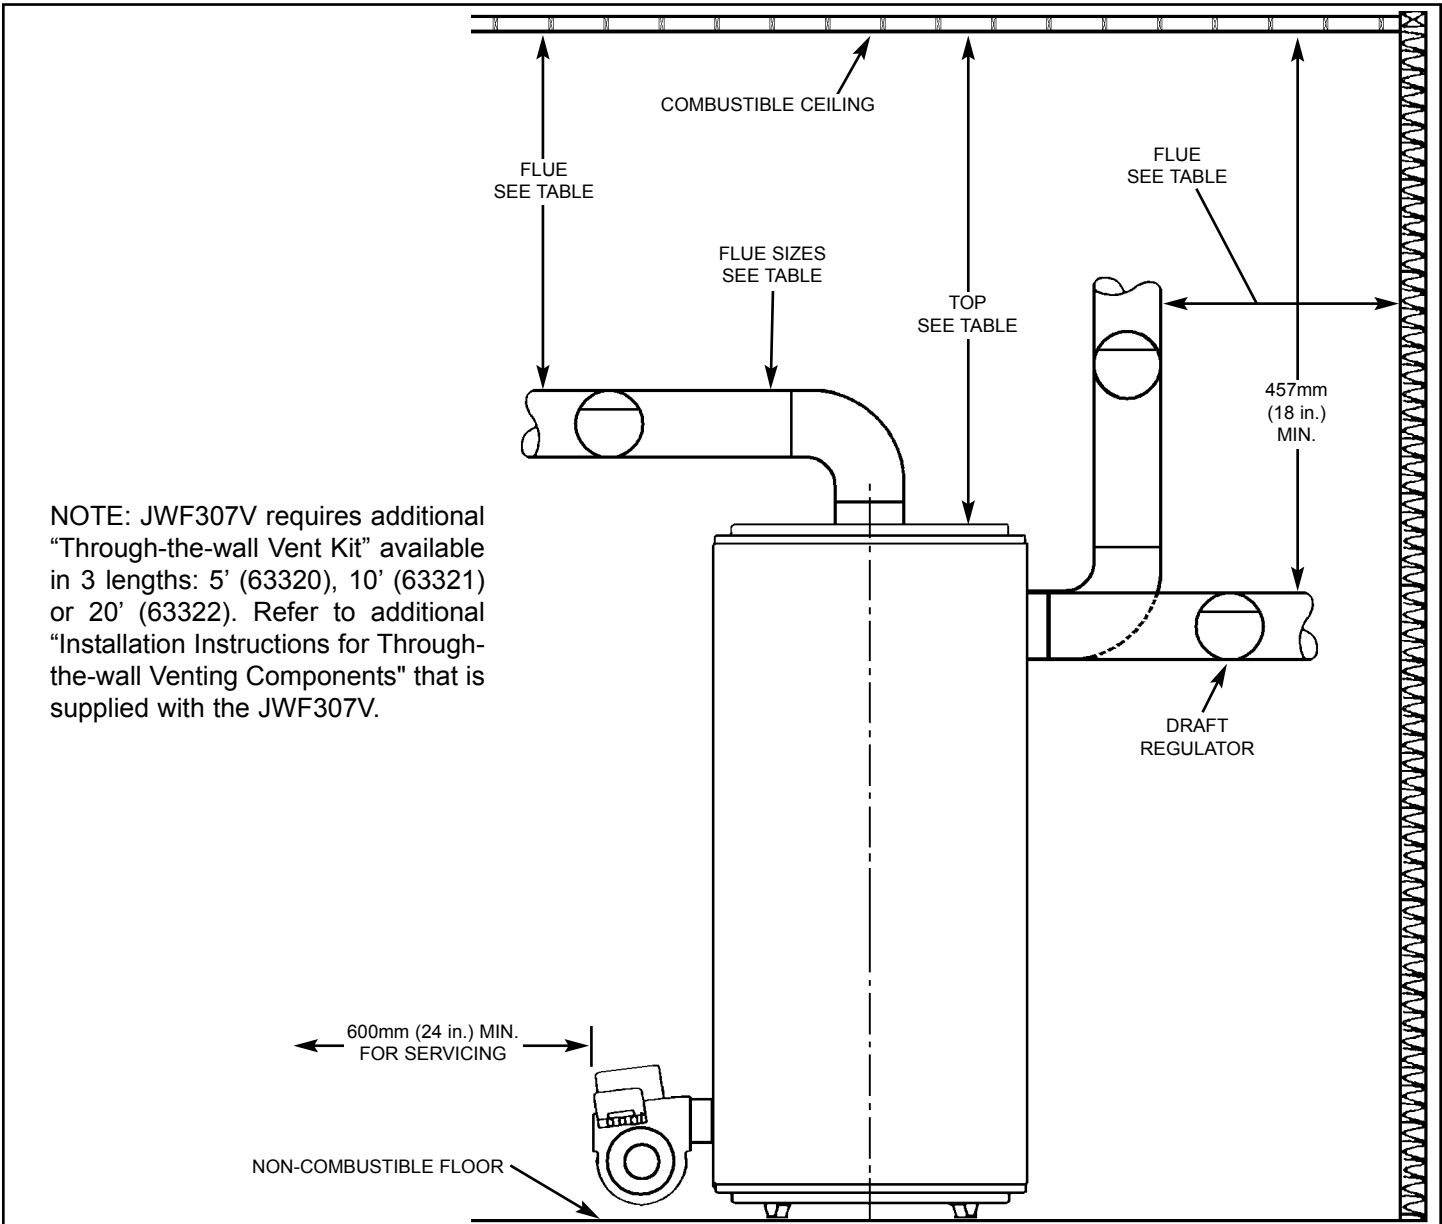 COMBUSTIBLE CEILING
FLUE
SEE TABLE
FLUE
SEE TABLE
FLUE SIZES
SEE TABLE
TOP
SEE TABLE
457mm
(18 in.)
MIN.
NOTE: JWF307V requires additional
“Through-the-wall Vent Kit” available
in 3 lengths: 5’ (63320), 10’ (63321)
or 20’ (63322). Refer to additional
“Installation Instructions for Through-
the-wall Venting Components" that is
supplied with the JWF307V.
DRAFT
REGULATOR
600mm (24 in.) MIN.
FOR SERVICING
NON-COMBUSTIBLE FLOOR